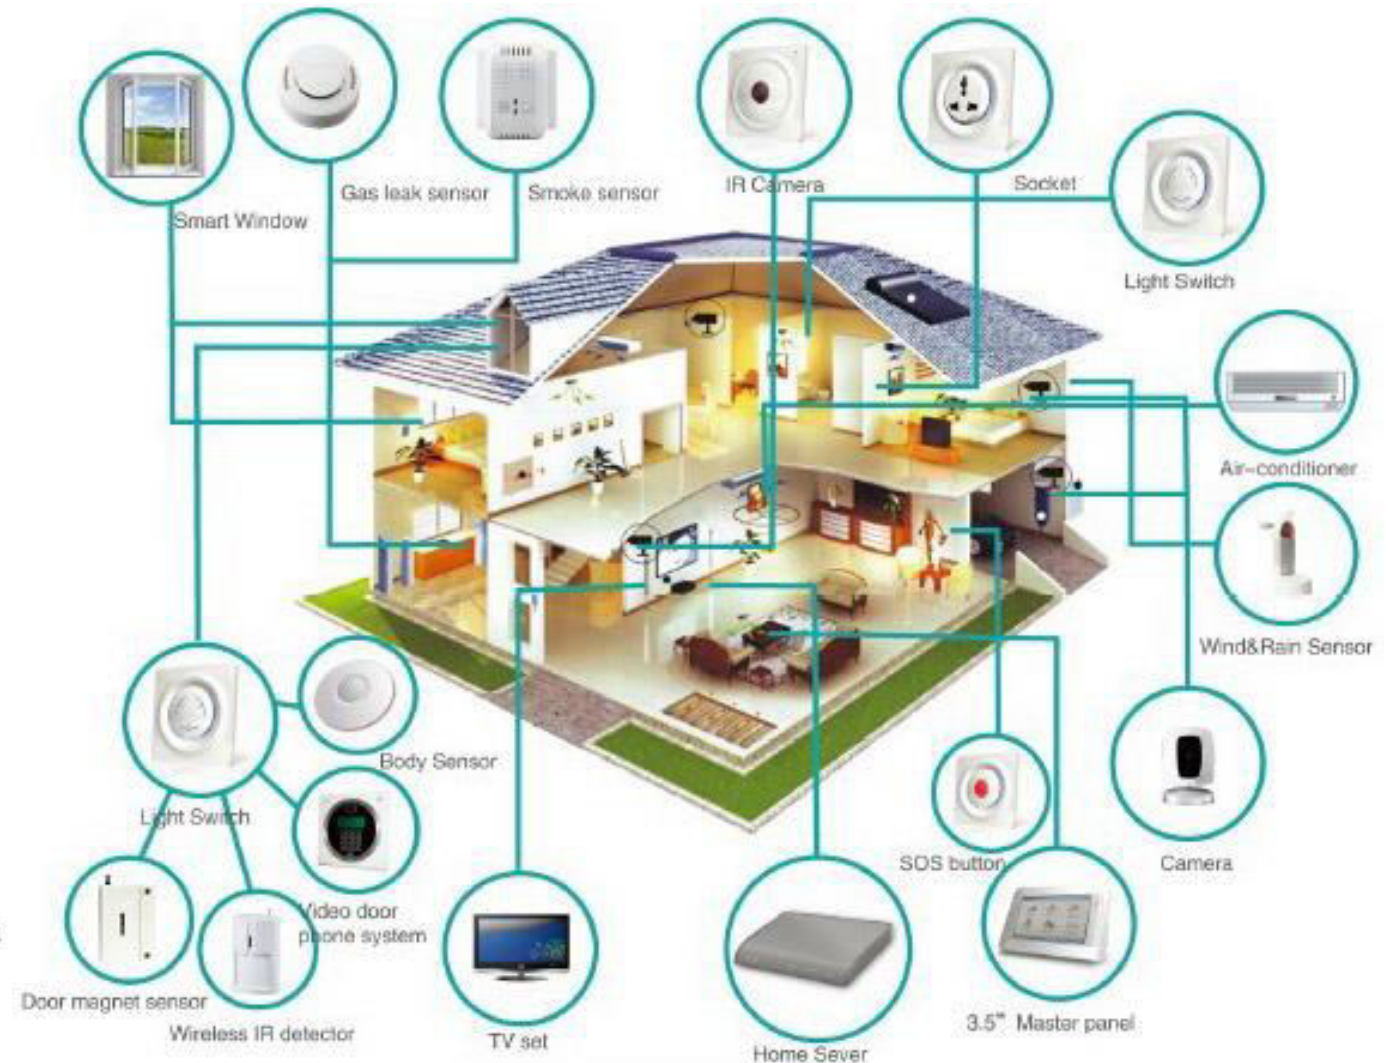 Gas leak sensor
Smoke sensor
IR Camera
Socket
Smart Window
Light Switch
Air-conditioner
Wind&Rain Sensor
Body Sensor
Light Switch
SOS button
Camera
Video door
phone system
Door magnet sensor
Wireless IR detector
TV set
Home Sever
3.5" Master panel